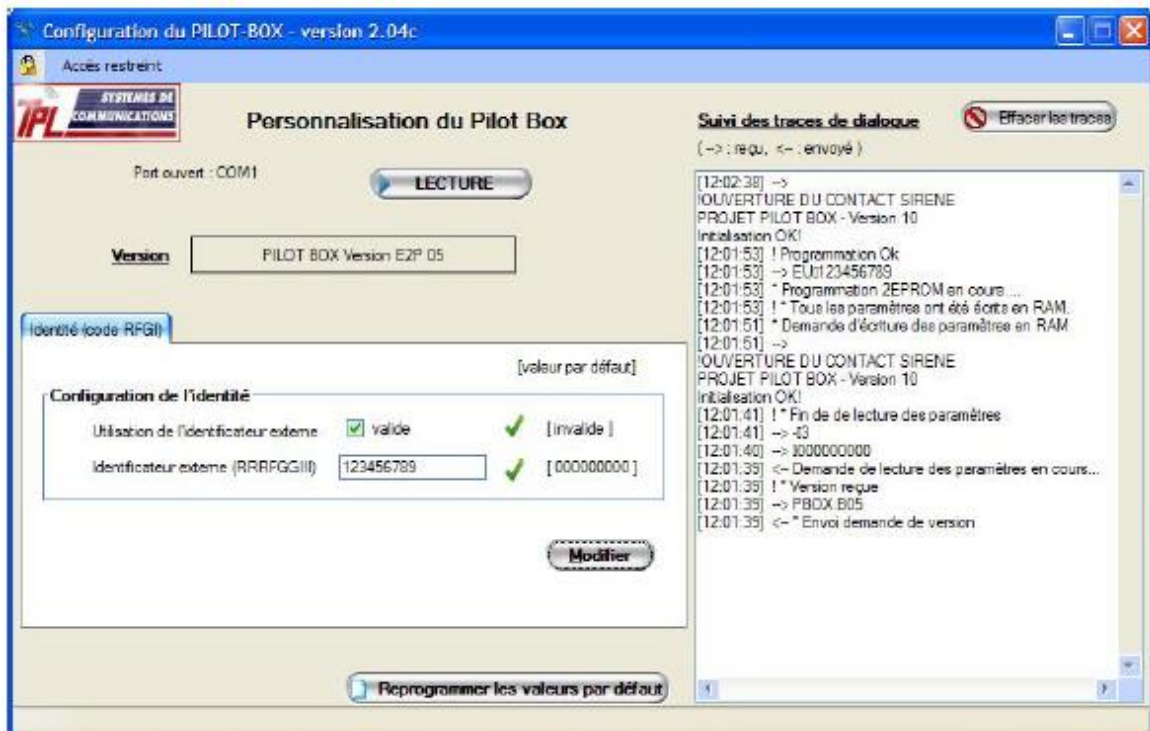 Configuration du PILOT-BOX - version 2.04c
Accès restreint
TPL SYSTEMES DE COMMUNICATIONS
Personnalisation du Pilot Box
Port ouvert : COM1
LECTURE
Version
PILOT BOX Version E2P 05
Identité (code RFGI)
[valeur par défaut]
Configuration de l'identité
Utilisation de l'identificateur externe
valide
[ invalide ]
Identificateur externe (RRRFGGIII)
123456789
[ 000000000 ]
Modifier
Reprogrammer les valeurs par défaut
Suivi des traces de dialogue
Effacer les traces
( --> : reçu, <-- : envoyé )
[12:02:38] -->
!OUVERTURE DU CONTACT SIRENE
PROJET PILOT BOX - Version 10
Initialisation OK!
[12:01:53] ! Programmation Ok
[12:01:53] --> 123456789
[12:01:53] * Programmation 2EPROM en cours....
[12:01:53] ! * Tous les paramètres ont été écrits en RAM.
[12:01:51] * Demande d'écriture des paramètres en RAM
[12:01:51] -->
!OUVERTURE DU CONTACT SIRENE
PROJET PILOT BOX - Version 10
Initialisation OK!
[12:01:41] ! * Fin de de lecture des paramètres
[12:01:41] -->
[12:01:40] --> I000000000
[12:01:39] <-- Demande de lecture des paramètres en cours...
[12:01:39] ! * Version reçue
[12:01:39] --> PBOX.B05
[12:01:39] <-- * Envoi demande de version